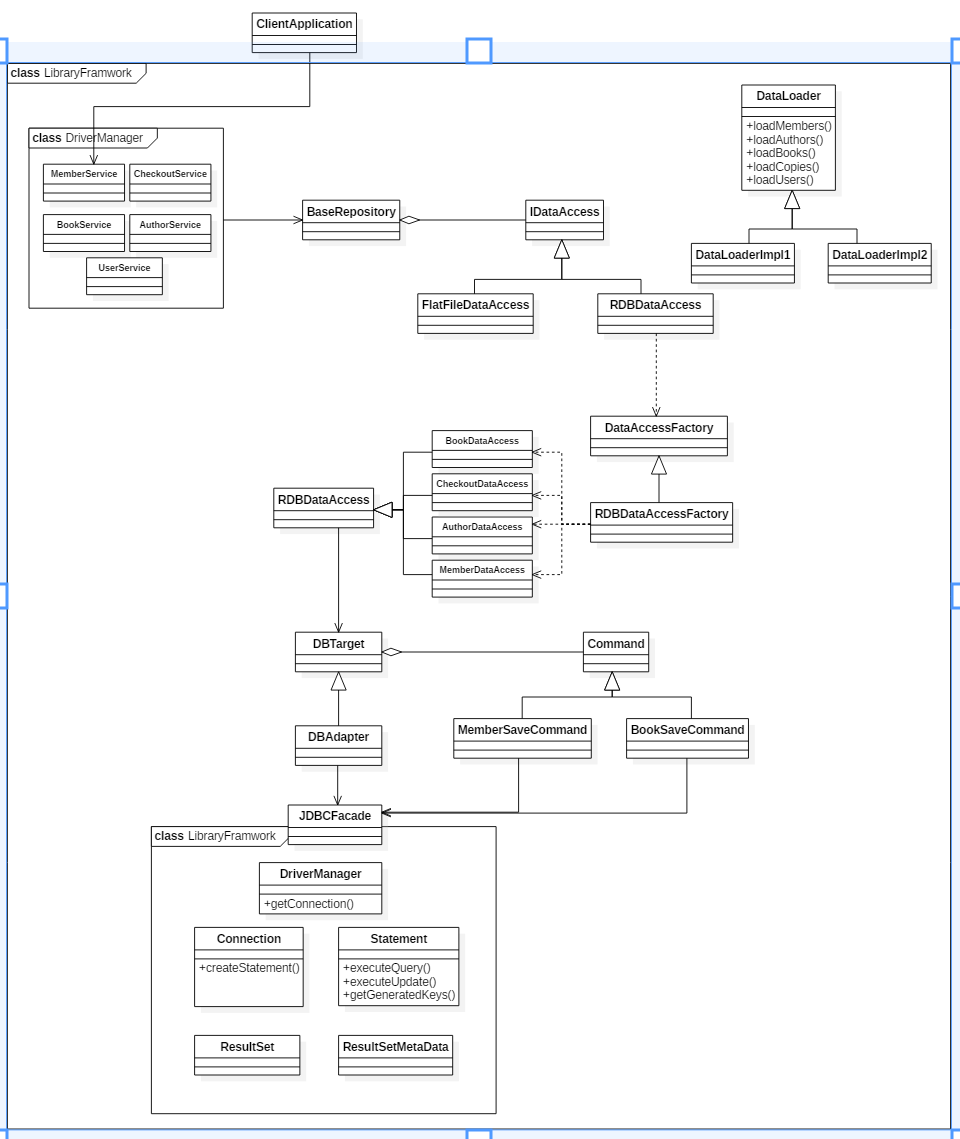 ClientApplication
class LibraryFramwork
DataLoader
+loadMembers()
+loadAuthors()
+loadBooks()
+loadCopies()
+loadUsers()
class DriverManager
MemberService
CheckoutService
BookService
AuthorService
UserService
BaseRepository
IDataAccess
DataLoaderImpl1
DataLoaderImpl2
FlatFileDataAccess
RDBDataAccess
DataAccessFactory
BookDataAccess
CheckoutDataAccess
AuthorDataAccess
MemberDataAccess
RDBDataAccess
RDBDataAccessFactory
DBTarget
Command
DBAdapter
MemberSaveCommand
BookSaveCommand
JDBCFacade
class LibraryFramwork
DriverManager
+getConnection()
Connection
+createStatement()
Statement
+executeQuery()
+executeUpdate()
+getGeneratedKeys()
ResultSet
ResultSetMetaData